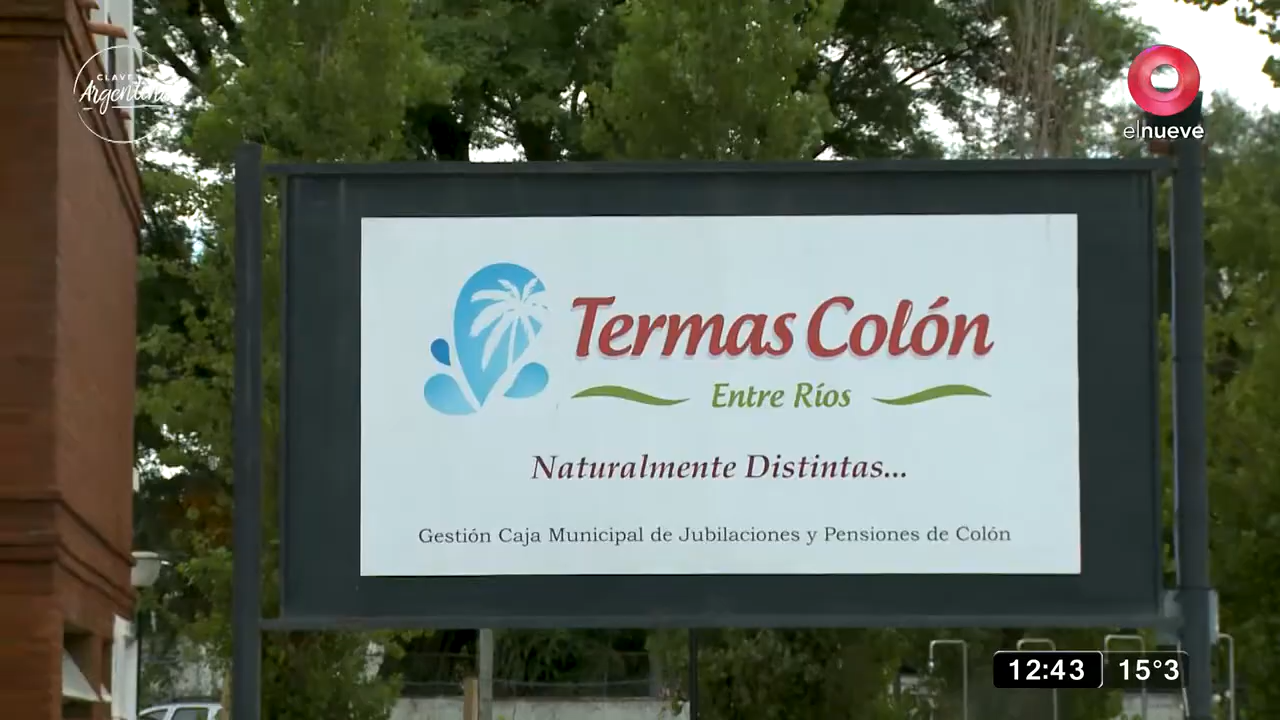 CLAVE
Argentina
elnueve
Termas Colón
Entre Ríos
Naturalmente Distintas...
Gestión Caja Municipal de Jubilaciones y Pensiones de Colón
12:43 15°3